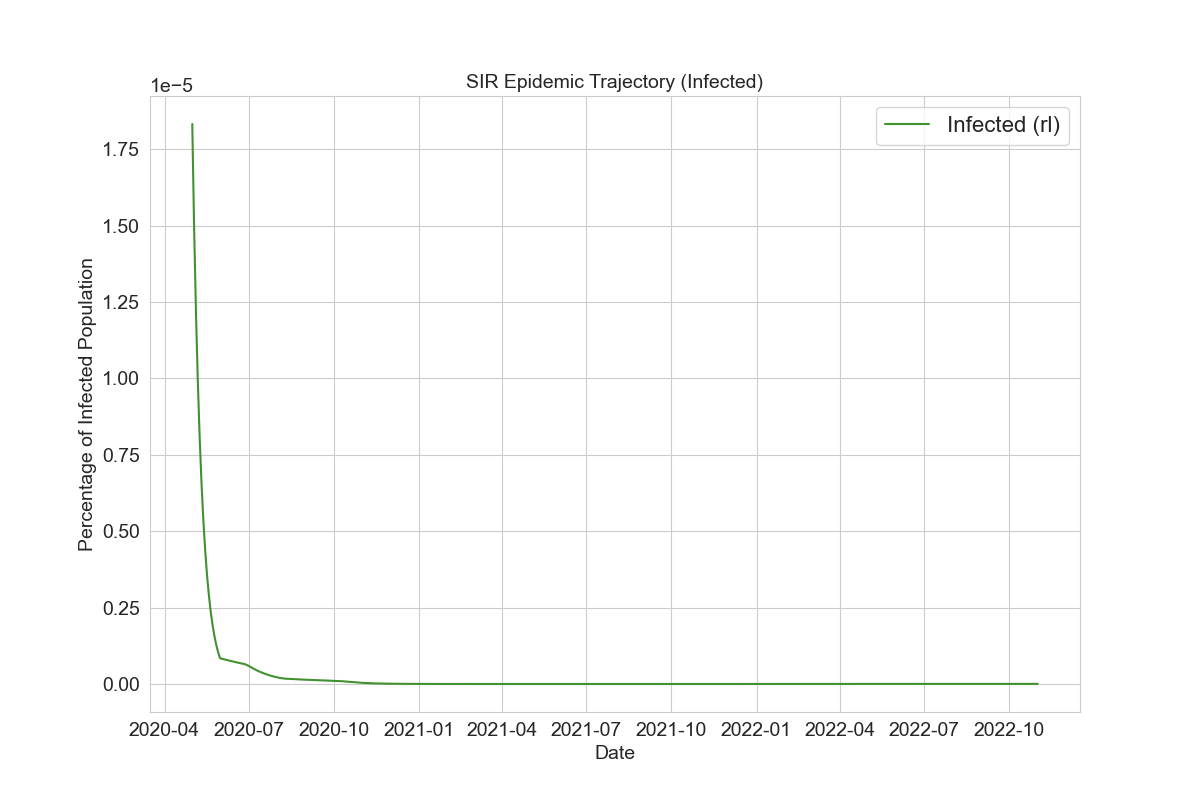 SIR Epidemic Trajectory (Infected)
1e−5
Infected (rl)
1.75
1.50
1.25
1.00
0.75
0.50
0.25
0.00
Percentage of Infected Population
2020-04 2020-07 2020-10 2021-01 2021-04 2021-07 2021-10 2022-01 2022-04 2022-07 2022-10
Date